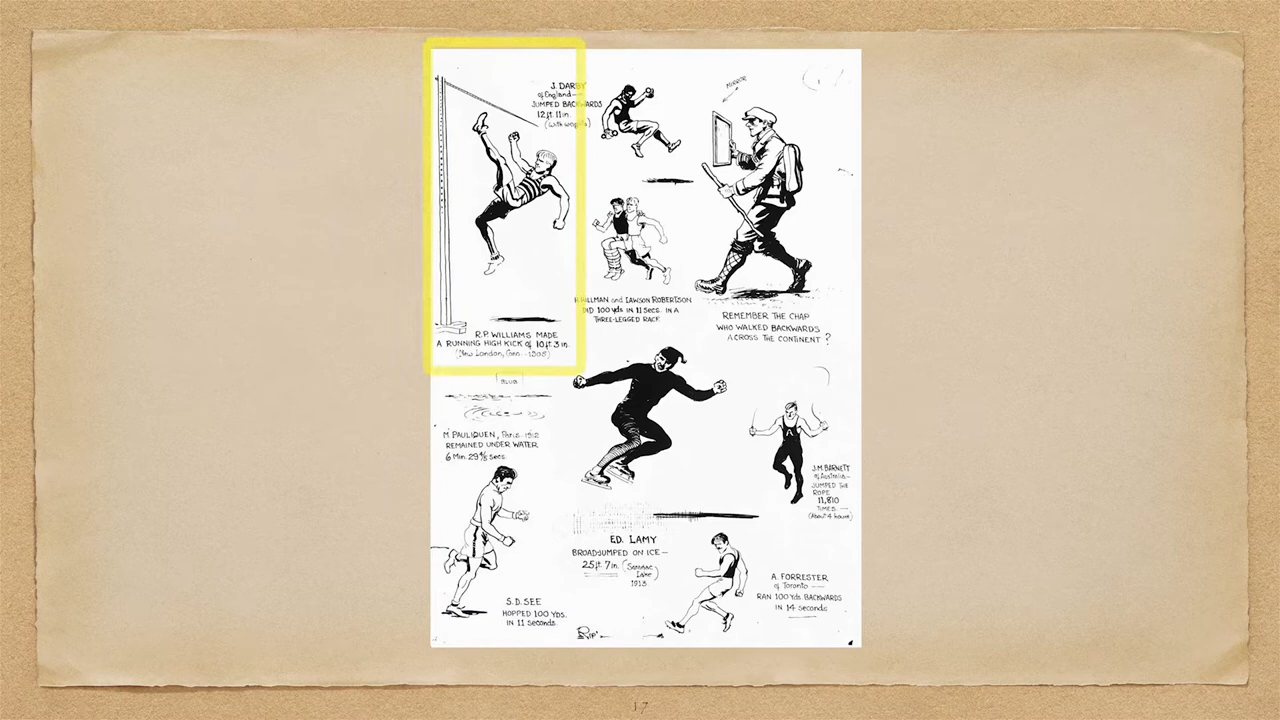 J. DARBY
of England—
JUMPED BACKWARDS
12 ft. 11 in.
(with weights)
MIRROR
R.P. WILLIAMS MADE
A RUNNING HIGH KICK of 10 ft 3 in.
H. HILLMAN and LAWSON ROBERTSON
DID 100 yds IN 11 SECS. IN A
THREE-LEGGED RACE
REMEMBER THE CHAP
WHO WALKED BACKWARDS
ACROSS THE CONTINENT?
M. PAULIQUEN, PARIS-1912
REMAINED UNDER WATER
6 Min. 29 4/5 secs.
J.M. BARNETT
of Australia—
JUMPED THE
ROPE
11,810
TIMES.—
(About 4 hours)
ED. LAMY
BROADJUMPED ON ICE—
25 ft. 7 in. (Saranac
Lake)
1913
S.D. SEE
HOPPED 100 YDS.
IN 11 seconds.
A. FORRESTER
of Toronto—
RAN 100 Yds. BACKWARDS
IN 14 seconds
RIP
17